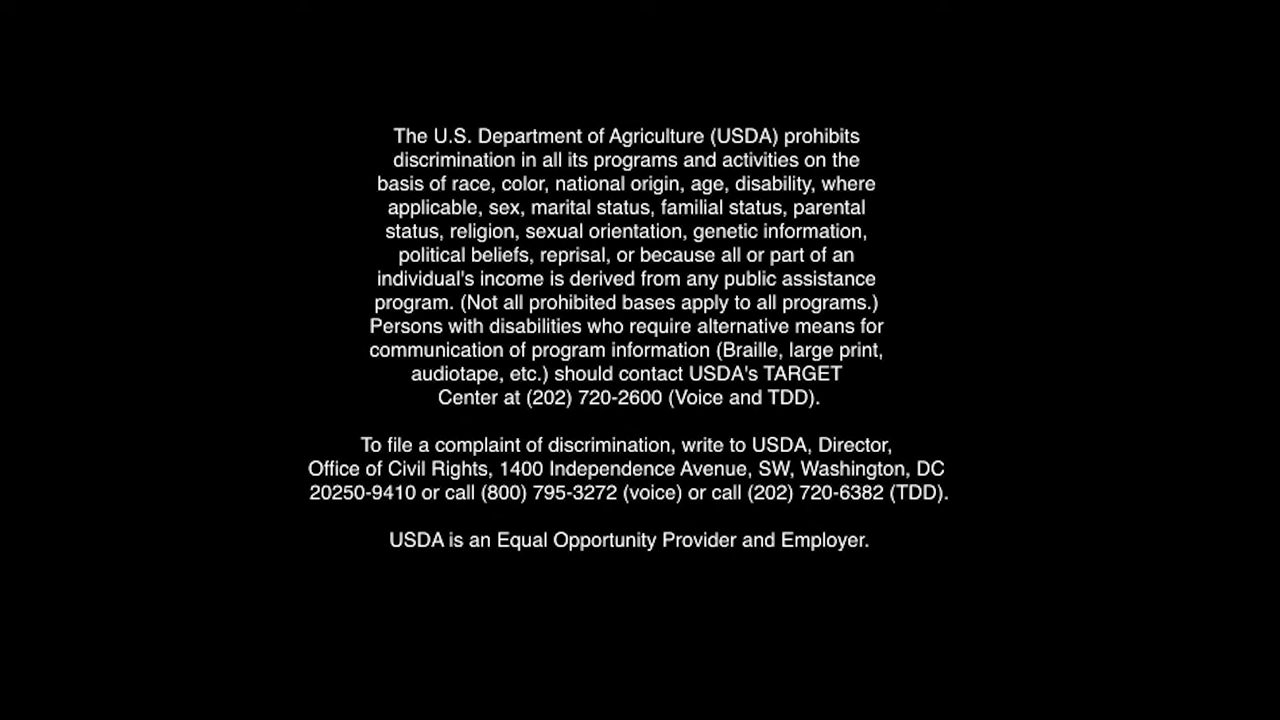 The U.S. Department of Agriculture (USDA) prohibits
discrimination in all its programs and activities on the
basis of race, color, national origin, age, disability, where
applicable, sex, marital status, familial status, parental
status, religion, sexual orientation, genetic information,
political beliefs, reprisal, or because all or part of an
individual's income is derived from any public assistance
program. (Not all prohibited bases apply to all programs.)
Persons with disabilities who require alternative means for
communication of program information (Braille, large print,
audiotape, etc.) should contact USDA's TARGET
Center at (202) 720-2600 (Voice and TDD).
To file a complaint of discrimination, write to USDA, Director,
Office of Civil Rights, 1400 Independence Avenue, SW, Washington, DC
20250-9410 or call (800) 795-3272 (voice) or call (202) 720-6382 (TDD).
USDA is an Equal Opportunity Provider and Employer.